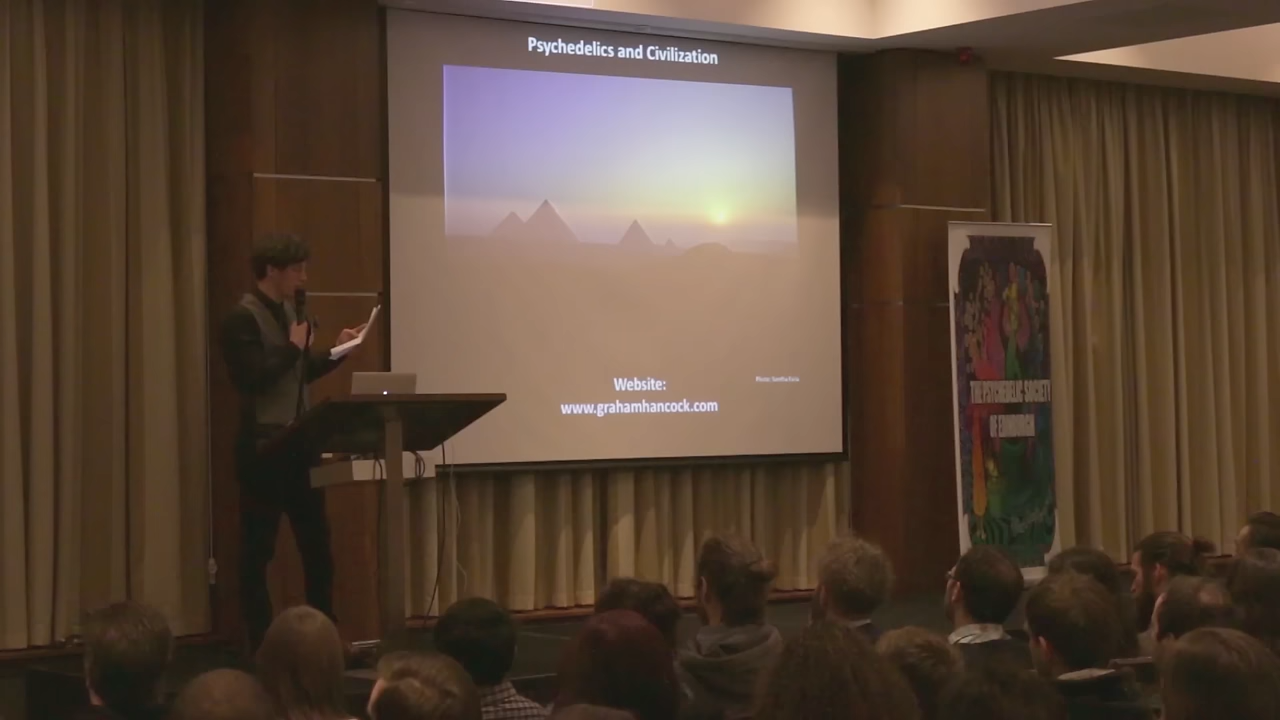 Psychedelics and Civilization
Website:
www.grahamhancock.com
THE PSYCHEDELIC SOCIETY
OF EDINBURGH